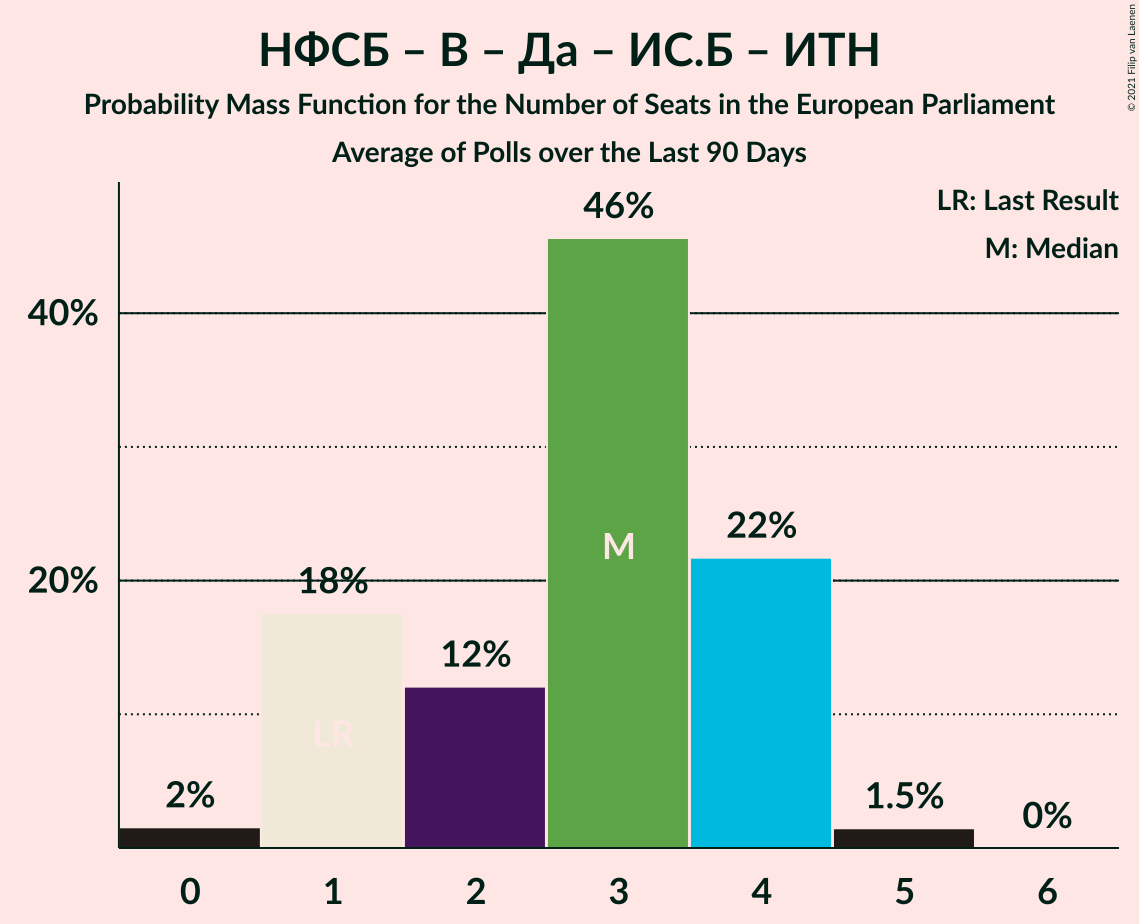 НФСБ – В – Да – ИС.Б – ИТН
Probability Mass Function for the Number of Seats in the European Parliament
Average of Polls over the Last 90 Days
© 2021 Filip van Laenen
LR: Last Result
M: Median
46%
40%
22%
M
20%
18%
12%
LR
2%
1.5%
0%
0 1 2 3 4 5 6